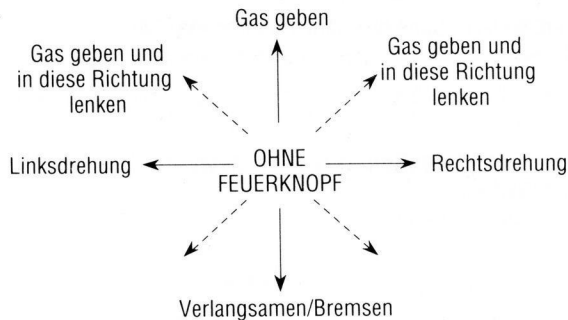 Gas geben
Gas geben und
in diese Richtung
lenken
Gas geben und
in diese Richtung
lenken
Linksdrehung
OHNE
FEUERKNOPF
Rechtsdrehung
Verlangsamen/Bremsen